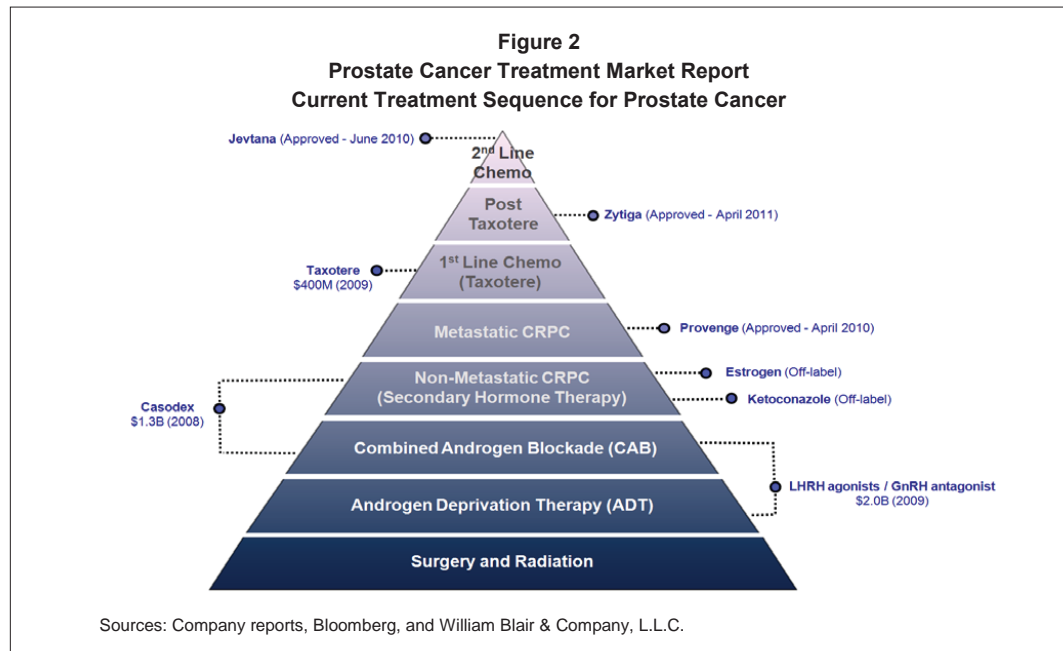 Figure 2
Prostate Cancer Treatment Market Report
Current Treatment Sequence for Prostate Cancer
Jevtana (Approved - June 2010)
2nd Line
Chemo
Post
Taxotere
Zytiga (Approved - April 2011)
Taxotere
$400M (2009)
1st Line Chemo
(Taxotere)
Metastatic CRPC
Provenge (Approved - April 2010)
Non-Metastatic CRPC
(Secondary Hormone Therapy)
Estrogen (Off-label)
Ketoconazole (Off-label)
Casodex
$1.3B (2008)
Combined Androgen Blockade (CAB)
LHRH agonists / GnRH antagonist
$2.0B (2009)
Androgen Deprivation Therapy (ADT)
Surgery and Radiation
Sources: Company reports, Bloomberg, and William Blair & Company, L.L.C.